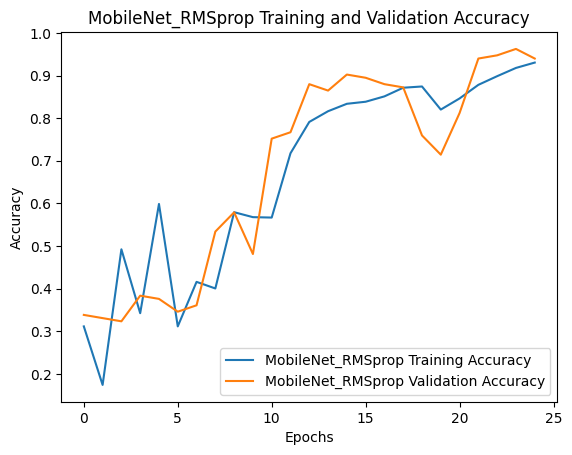 MobileNet_RMSprop Training and Validation Accuracy
1.0
0.9
0.8
0.7
0.6
0.5
0.4
0.3
0.2
Accuracy
MobileNet_RMSprop Training Accuracy
MobileNet_RMSprop Validation Accuracy
0 5 10 15 20 25
Epochs